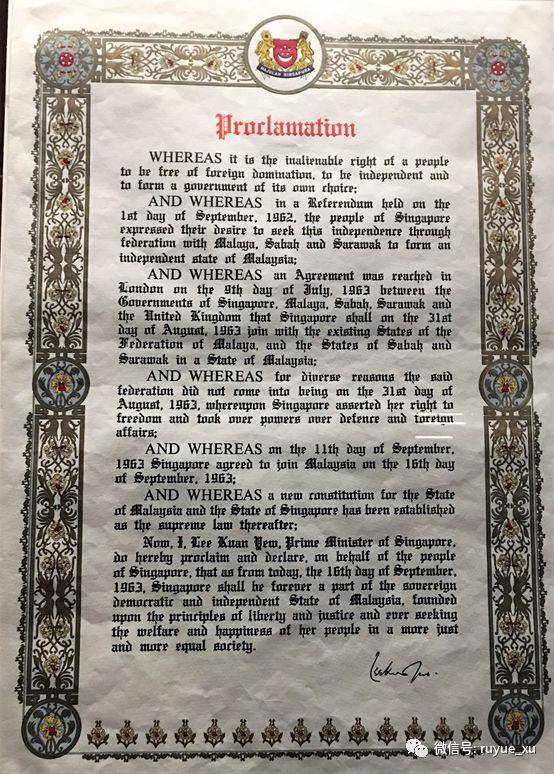 MAJULAH SINGAPURA
Proclamation
WHEREAS it is the inalienable right of a people
to be free of foreign domination, to be independent and
to form a government of its own choice;
AND WHEREAS in a Referendum held on the
1st day of September, 1962, the people of Singapore
expressed their desire to seek this independence through
federation with Malaya, Sabah and Sarawak to form an
independent state of Malaysia;
AND WHEREAS an Agreement was reached in
London on the 9th day of July, 1963 between the
Governments of Singapore, Malaya, Sabah, Sarawak and
the United Kingdom that Singapore shall on the 31st
day of August, 1963 join with the existing States of the
Federation of Malaya, and the States of Sabah and
Sarawak in a State of Malaysia;
AND WHEREAS for diverse reasons the said
federation did not come into being on the 31st day of
August, 1963, whereupon Singapore asserted her right to
freedom and took over powers over defence and foreign
affairs;
AND WHEREAS on the 11th day of September,
1963 Singapore agreed to join Malaysia on the 16th day
of September, 1963;
AND WHEREAS a new constitution for the State
of Malaysia and the State of Singapore has been established
as the supreme law thereafter;
Now, I, Lee Kuan Yew, Prime Minister of Singapore,
do hereby proclaim and declare, on behalf of the people
of Singapore, that as from today, the 16th day of September,
1963, Singapore shall be forever a part of the sovereign
democratic and independent State of Malaysia, founded
upon the principles of liberty and justice and ever seeking
the welfare and happiness of her people in a more just
and more equal society.
微信号: ruyue_xu